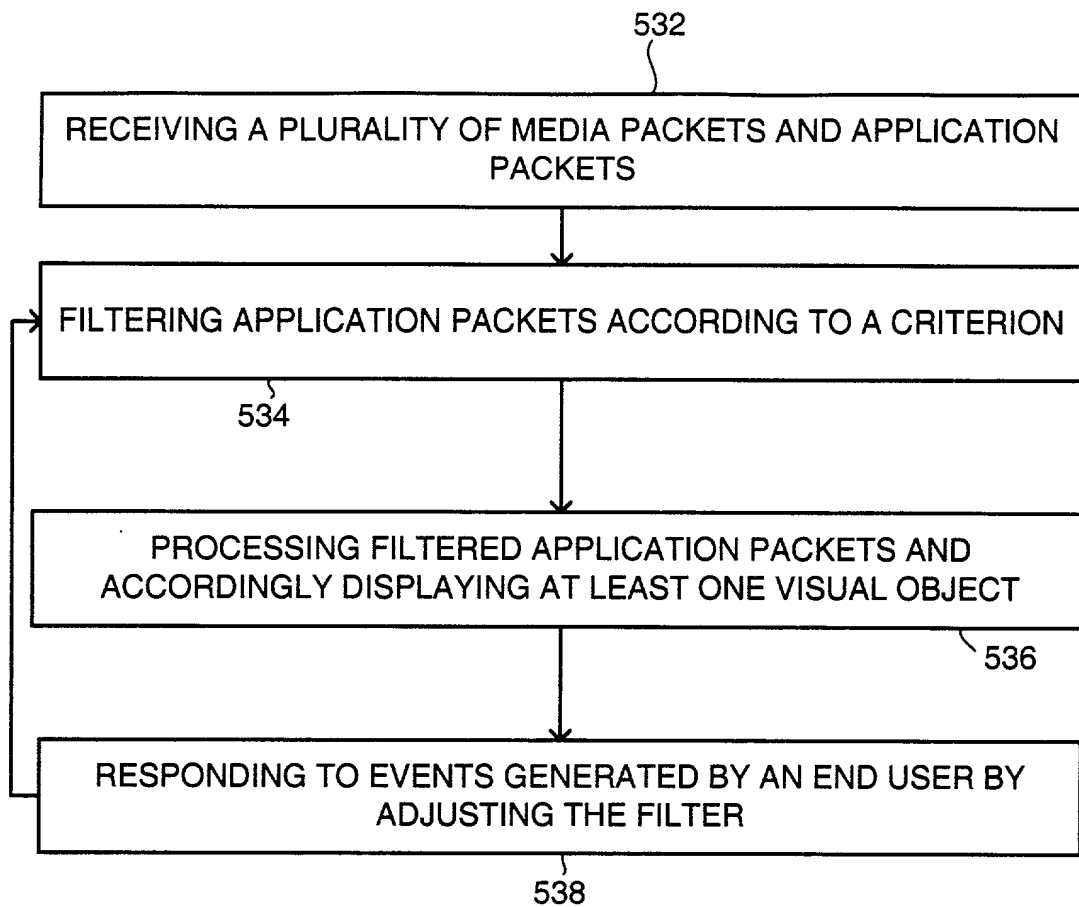 532
RECEIVING A PLURALITY OF MEDIA PACKETS AND APPLICATION
PACKETS
FILTERING APPLICATION PACKETS ACCORDING TO A CRITERION
534
PROCESSING FILTERED APPLICATION PACKETS AND
ACCORDINGLY DISPLAYING AT LEAST ONE VISUAL OBJECT
536
RESPONDING TO EVENTS GENERATED BY AN END USER BY
ADJUSTING THE FILTER
538